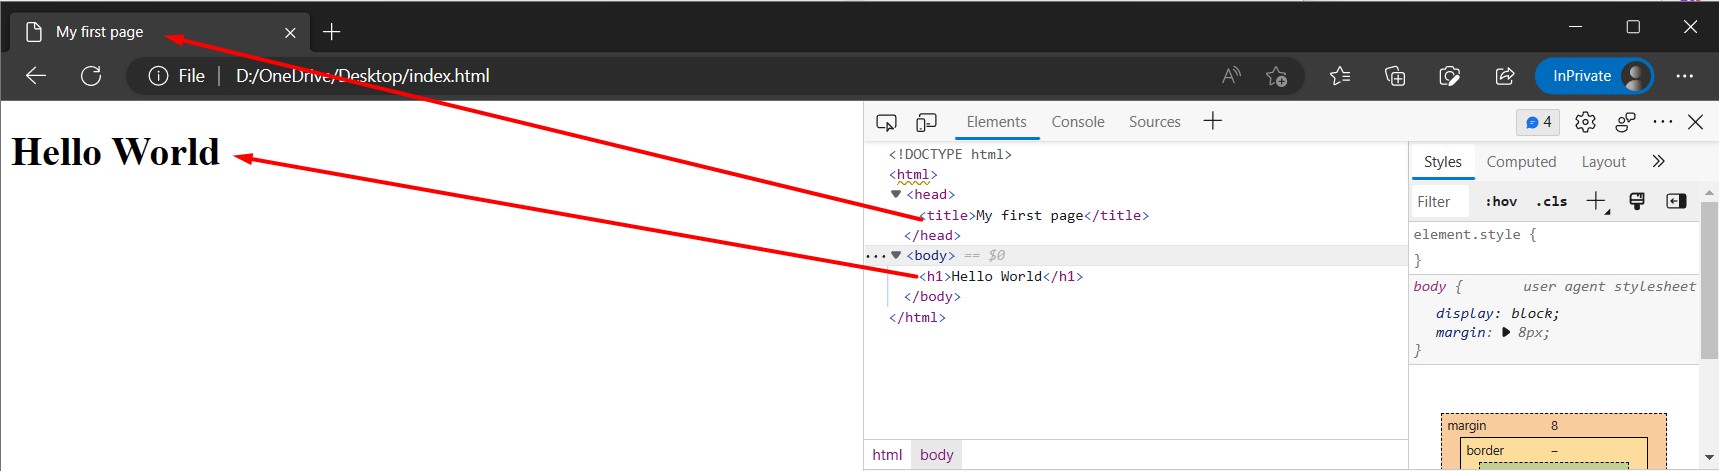 My first page
File | D:/OneDrive/Desktop/index.html
InPrivate
Hello World
Elements Console Sources
4
<!DOCTYPE html>
<html>
<head>
<title>My first page</title>
</head>
<body> == $0
<h1>Hello World</h1>
</body>
</html>
html body
Styles Computed Layout
Filter :hov .cls
element.style {
}
body { user agent stylesheet
display: block;
margin: 8px;
}
margin 8
border –